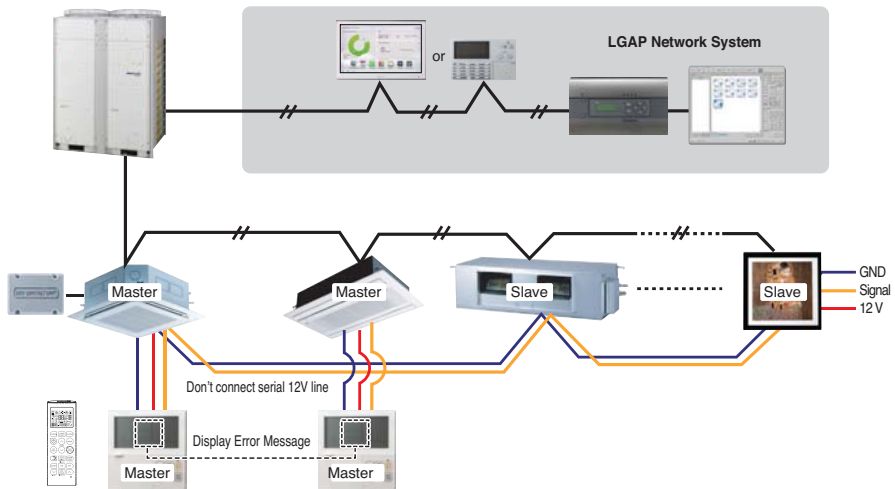 LGAP Network System
or
Master
Master
Slave
Slave
GND
Signal
12 V
Don't connect serial 12V line
Display Error Message
Master
Master